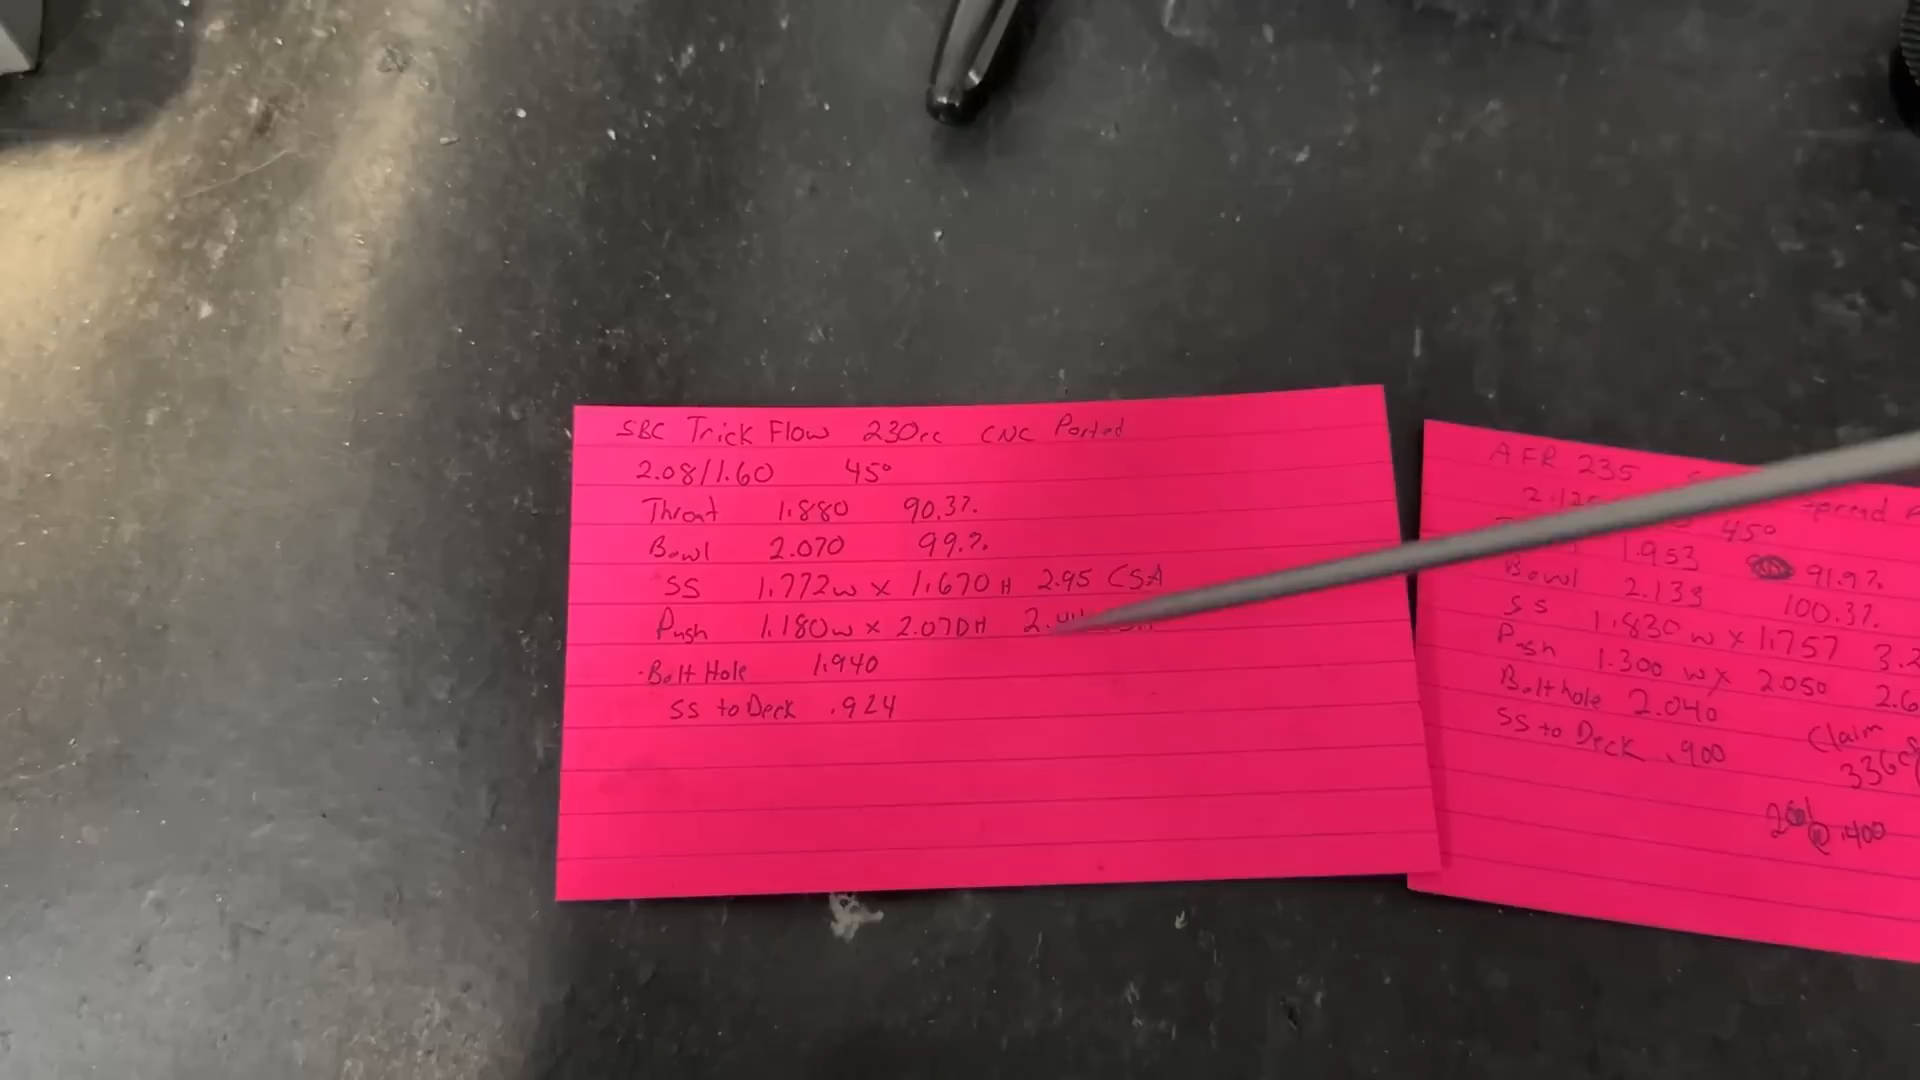 SBC Trick Flow 230cc CNC Ported
2.08/1.60 45°
Throat 1.880 90.3%
Bowl 2.070 99.%
SS 1.772w x 1.670H 2.95 CSA
Push 1.180w x 2.070H
Bolt Hole 1.940
SS to Deck .924
AFR 235
45°
1.953 91.9%
Bowl 2.133 100.3%
SS 1.830w x 1.757
Push 1.300 wx 2.050
Bolt hole 2.040
SS to Deck .900
Claim
@ .400